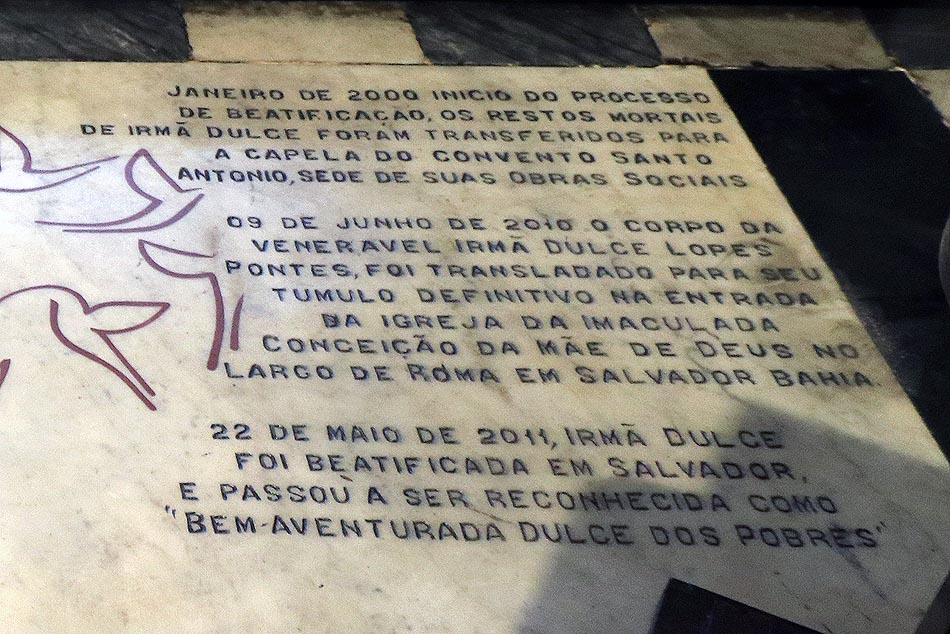 JANEIRO DE 2000 INICIO DO PROCESSO
DE BEATIFICAÇAO, OS RESTOS MORTAIS
DE IRMÃ DULCE FORAM TRANSFERIDOS PARA
A CAPELA DO CONVENTO SANTO
ANTONIO, SEDE DE SUAS OBRAS SOCIAIS
09 DE JUNHO DE 2010 O CORPO DA
VENERAVEL IRMÃ DULCE LOPES
PONTES, FOI TRANSLADADO PARA SEU
TUMULO DEFINITIVO NA ENTRADA
DA IGREJA DA IMACULADA
CONCEIÇÃO DA MÃE DE DEUS NO
LARGO DE ROMA EM SALVADOR BAHIA.
22 DE MAIO DE 2011, IRMÃ DULCE
FOI BEATIFICADA EM SALVADOR,
E PASSOU A SER RECONHECIDA COMO
"BEM-AVENTURADA DULCE DOS POBRES"